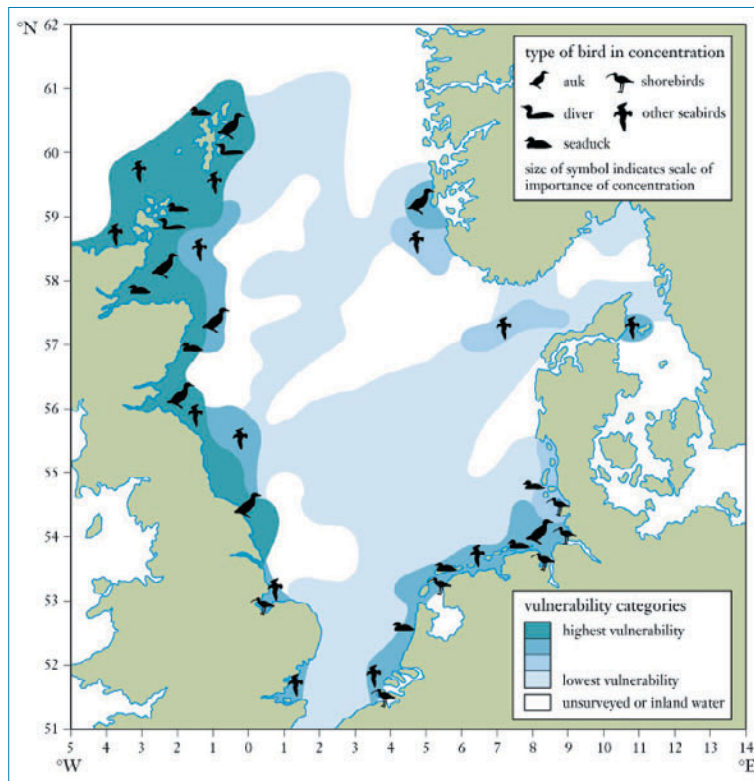 °N
62
61
60
59
58
57
56
55
54
53
52
51
type of bird in concentration
auk shorebirds
diver other seabirds
seaduck
size of symbol indicates scale of
importance of concentration
vulnerability categories
highest vulnerability
lowest vulnerability
unsurveyed or inland water
5 4 3 2 1 0 1 2 3 4 5 6 7 8 9 10 11 12 13 14
°W °E